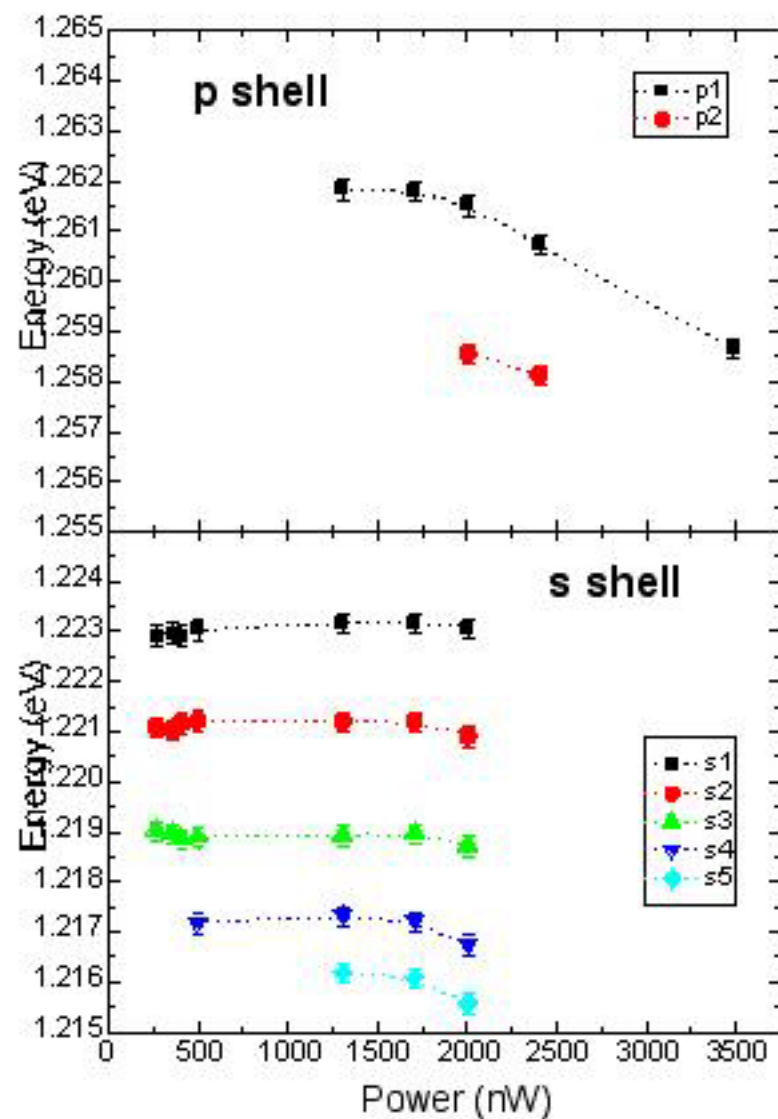 1.265
1.264
1.263
1.262
1.261
1.260
1.259
1.258
1.257
1.256
1.255
Energy (eV)
p shell
p1
p2
1.224
1.223
1.222
1.221
1.220
1.219
1.218
1.217
1.216
1.215
Energy (eV)
s shell
s1
s2
s3
s4
s5
0 500 1000 1500 2000 2500 3000 3500
Power (nW)